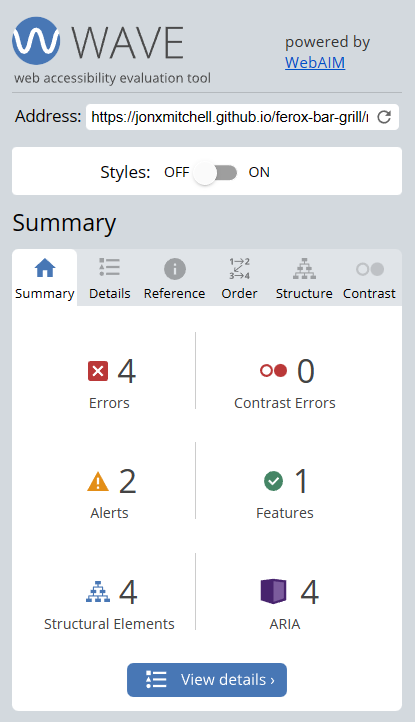 WAVE
web accessibility evaluation tool
powered by
WebAIM
Address: https://jonxmitchell.github.io/ferox-bar-grill/
Styles: OFF ON
Summary
Summary Details Reference Order Structure Contrast
4
Errors
0
Contrast Errors
2
Alerts
1
Features
4
Structural Elements
4
ARIA
View details ›